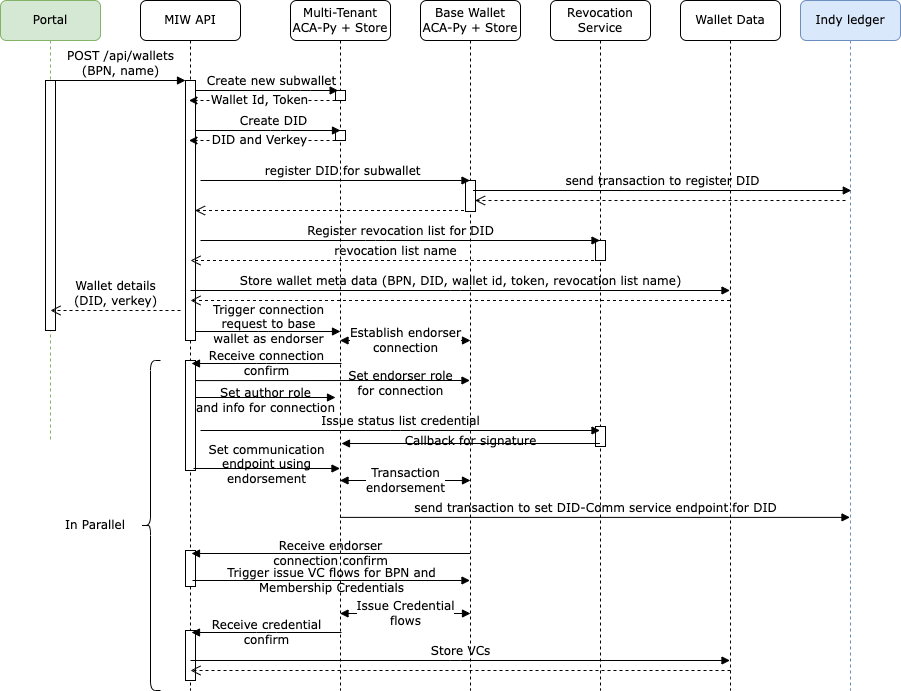 Portal
MIW API
Multi-Tenant
ACA-Py + Store
Base Wallet
ACA-Py + Store
Revocation
Service
Wallet Data
Indy ledger
POST /api/wallets
(BPN, name)
Create new subwallet
Wallet Id, Token
Create DID
DID and Verkey
register DID for subwallet
send transaction to register DID
Register revocation list for DID
revocation list name
Store wallet meta data (BPN, DID, wallet id, token, revocation list name)
Wallet details
(DID, verkey)
Trigger connection
request to base
wallet as endorser
Establish endorser
connection
Receive connection
confirm
Set endorser role
for connection
Set author role
and info for connection
Issue status list credential
Callback for signature
Set communication
endpoint using
endorsement
Transaction
endorsement
send transaction to set DID-Comm service endpoint for DID
In Parallel
Receive endorser
connection confirm
Trigger issue VC flows for BPN and
Membership Credentials
Issue Credential
flows
Receive credential
confirm
Store VCs